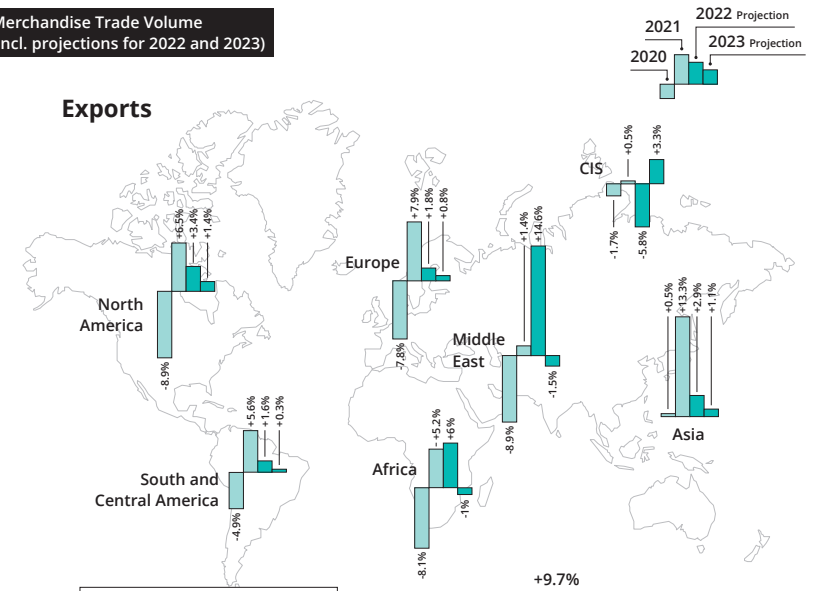 Merchandise Trade Volume
incl. projections for 2022 and 2023)
2022 Projection
2021
2023 Projection
2020
Exports
CIS
-1.7%
+0.5%
-5.8%
+3.3%
North
America
-8.9%
+6.5%
+3.4%
+1.4%
Europe
-7.8%
+7.9%
+1.8%
+0.8%
Middle
East
-8.9%
+1.4%
+14.6%
-1.5%
Asia
+0.5%
+13.3%
+2.9%
+1.1%
South and
Central America
-4.9%
+5.6%
+1.6%
+0.3%
Africa
-8.1%
+5.2%
+6%
-1%
+9.7%